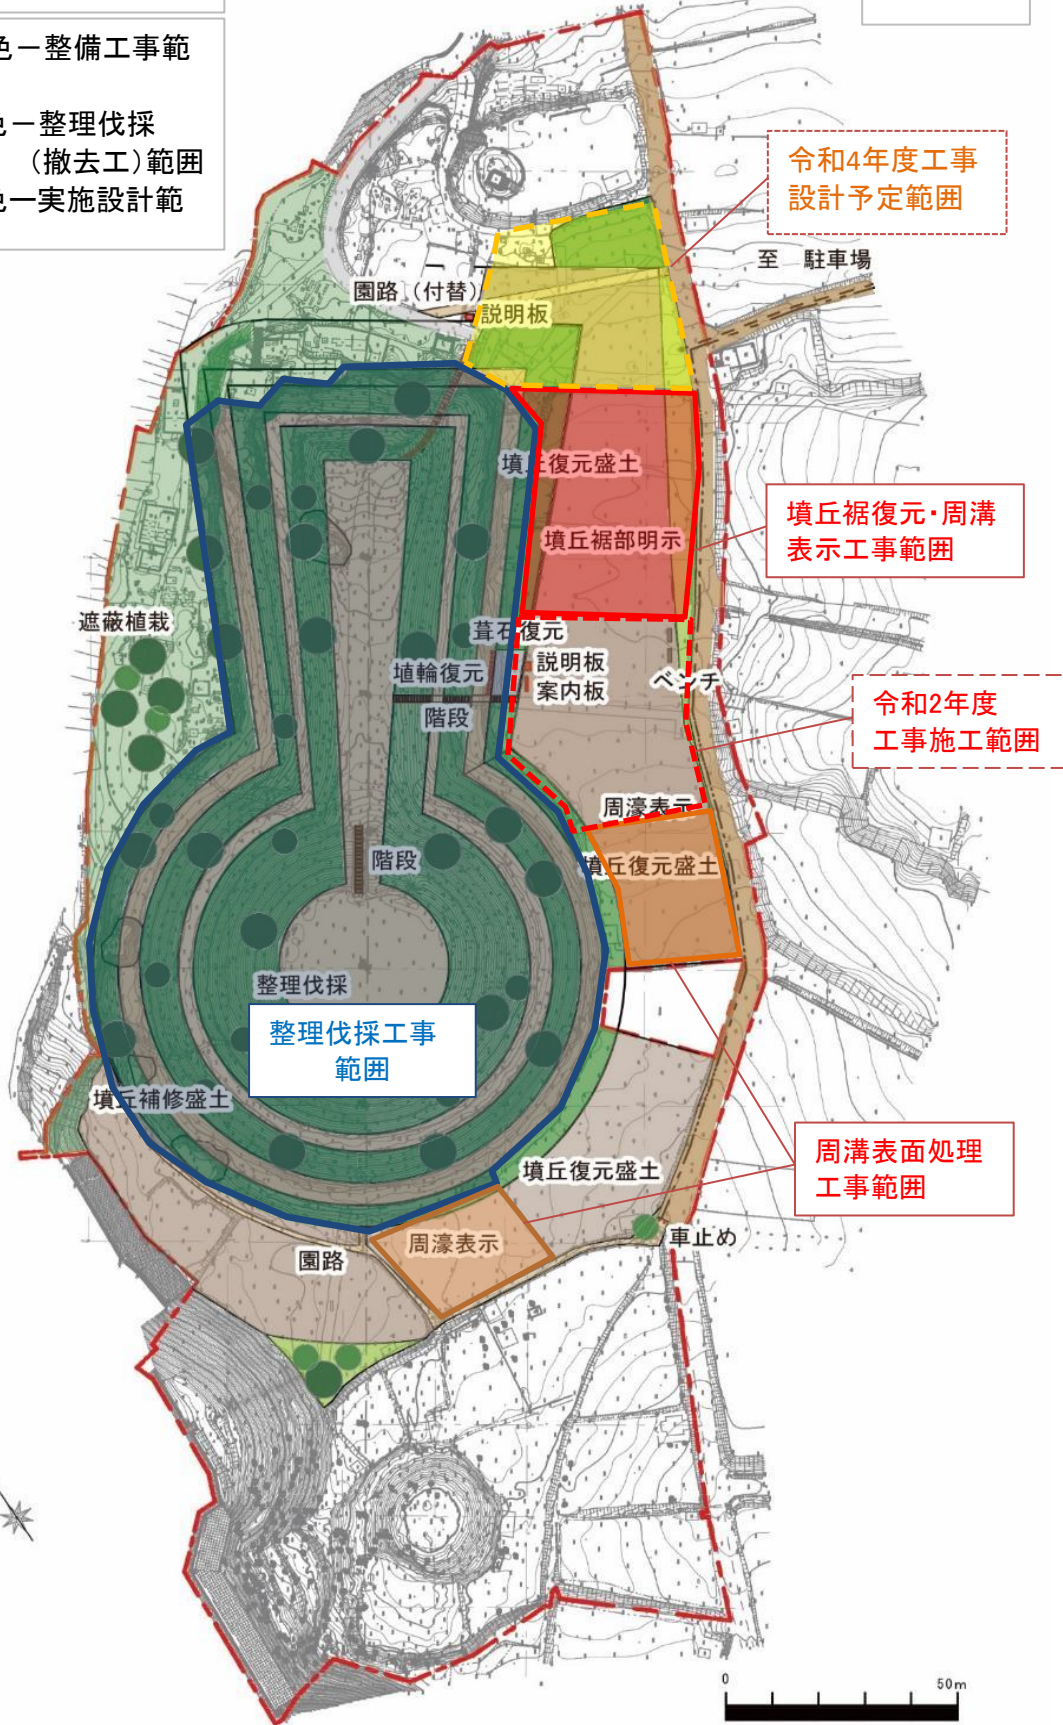 色－整備工事範
色－整理伐採
（撤去工）範囲
色－実施設計範
令和4年度工事
設計予定範囲
至　駐車場
園路（付替）
説明板
墳丘復元盛土
墳丘裾部明示
墳丘裾復元・周溝
表示工事範囲
遮蔽植栽
葺石復元
埴輪復元
説明板
案内板
階段
ベンチ
令和2年度
工事施工範囲
周濠表示
墳丘復元盛土
階段
整理伐採
整理伐採工事
範囲
墳丘補修盛土
墳丘復元盛土
周溝表面処理
工事範囲
周濠表示
園路
車止め
0
50m